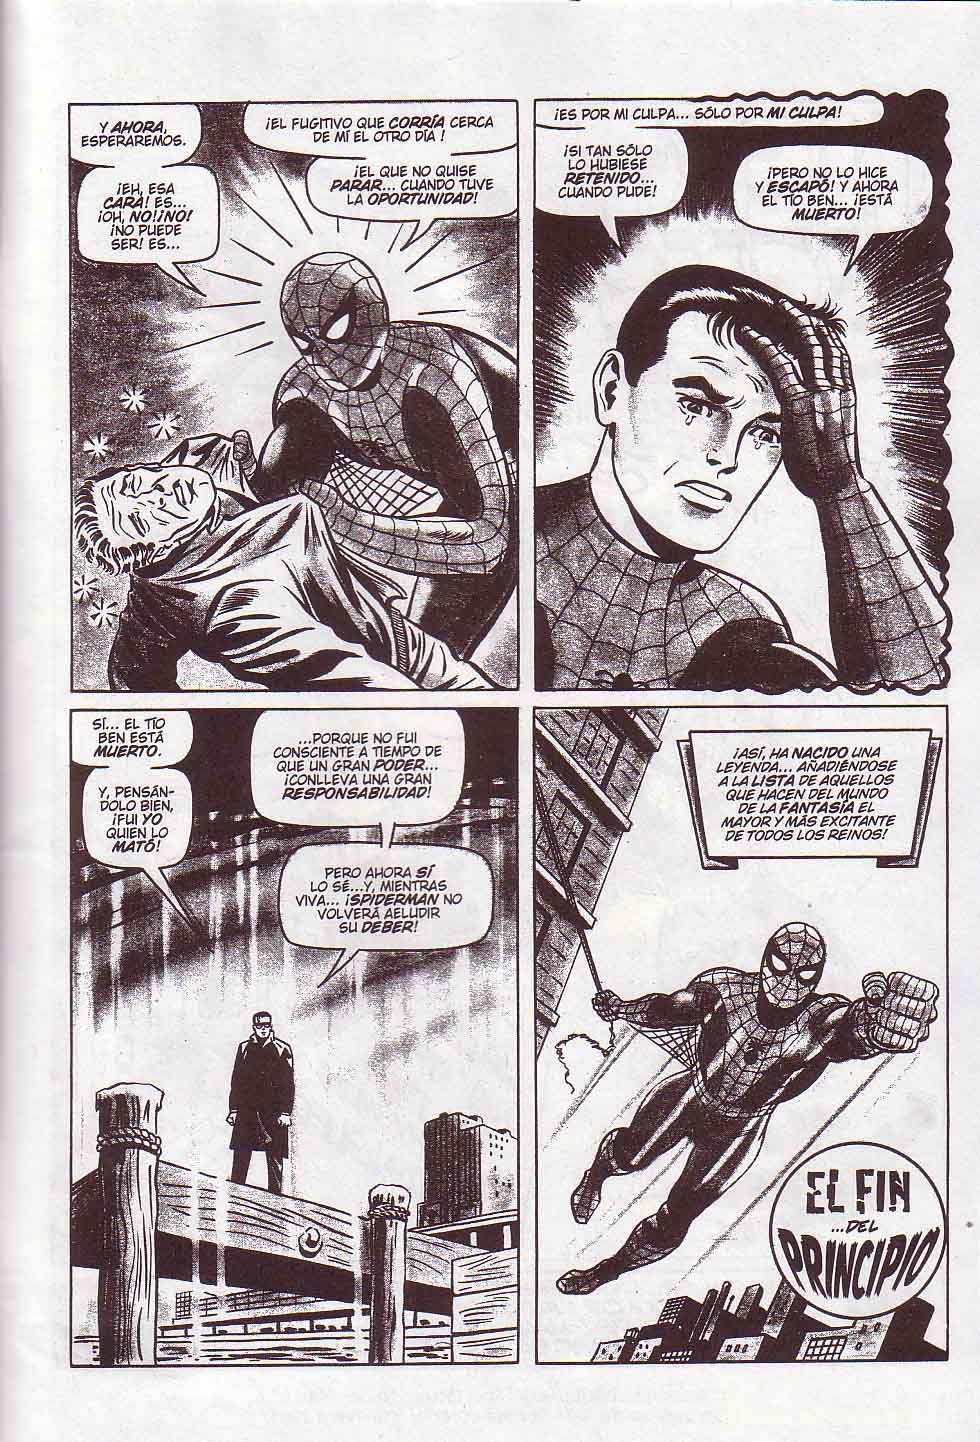 Y AHORA,
ESPERAREMOS.
¡EH, ESA
CARA! ES...
¡OH, NO! ¡NO!
¡NO PUEDE
SER! ES...
¡EL FUGITIVO QUE CORRÍA CERCA
DE MÍ EL OTRO DÍA!
¡EL QUE NO QUISE
PARAR... CUANDO TUVE
LA OPORTUNIDAD!
¡ES POR MI CULPA... SÓLO POR MI CULPA!
¡SI TAN SÓLO
LO HUBIESE
RETENIDO...
CUANDO PUDE!
¡PERO NO LO HICE
Y ESCAPÓ! Y AHORA
EL TÍO BEN... ¡ESTÁ
MUERTO!
SÍ... EL TÍO
BEN ESTÁ
MUERTO.
Y, PENSÁN-
DOLO BIEN,
¡FUI YO
QUIEN LO
MATÓ!
...PORQUE NO FUI
CONSCIENTE A TIEMPO DE
QUE UN GRAN PODER...
¡CONLLEVA UNA GRAN
RESPONSABILIDAD!
PERO AHORA SÍ
LO SÉ...Y, MIENTRAS
VIVA... ¡SPIDERMAN NO
VOLVERÁ AELUDIR
SU DEBER!
¡ASÍ, HA NACIDO UNA
LEYENDA... AÑADIÉNDOSE
A LA LISTA DE AQUELLOS
QUE HACEN DEL MUNDO
DE LA FANTASÍA EL
MAYOR Y MÁS EXCITANTE
DE TODOS LOS REINOS!
EL FIN
...DEL
PRINCIPIO